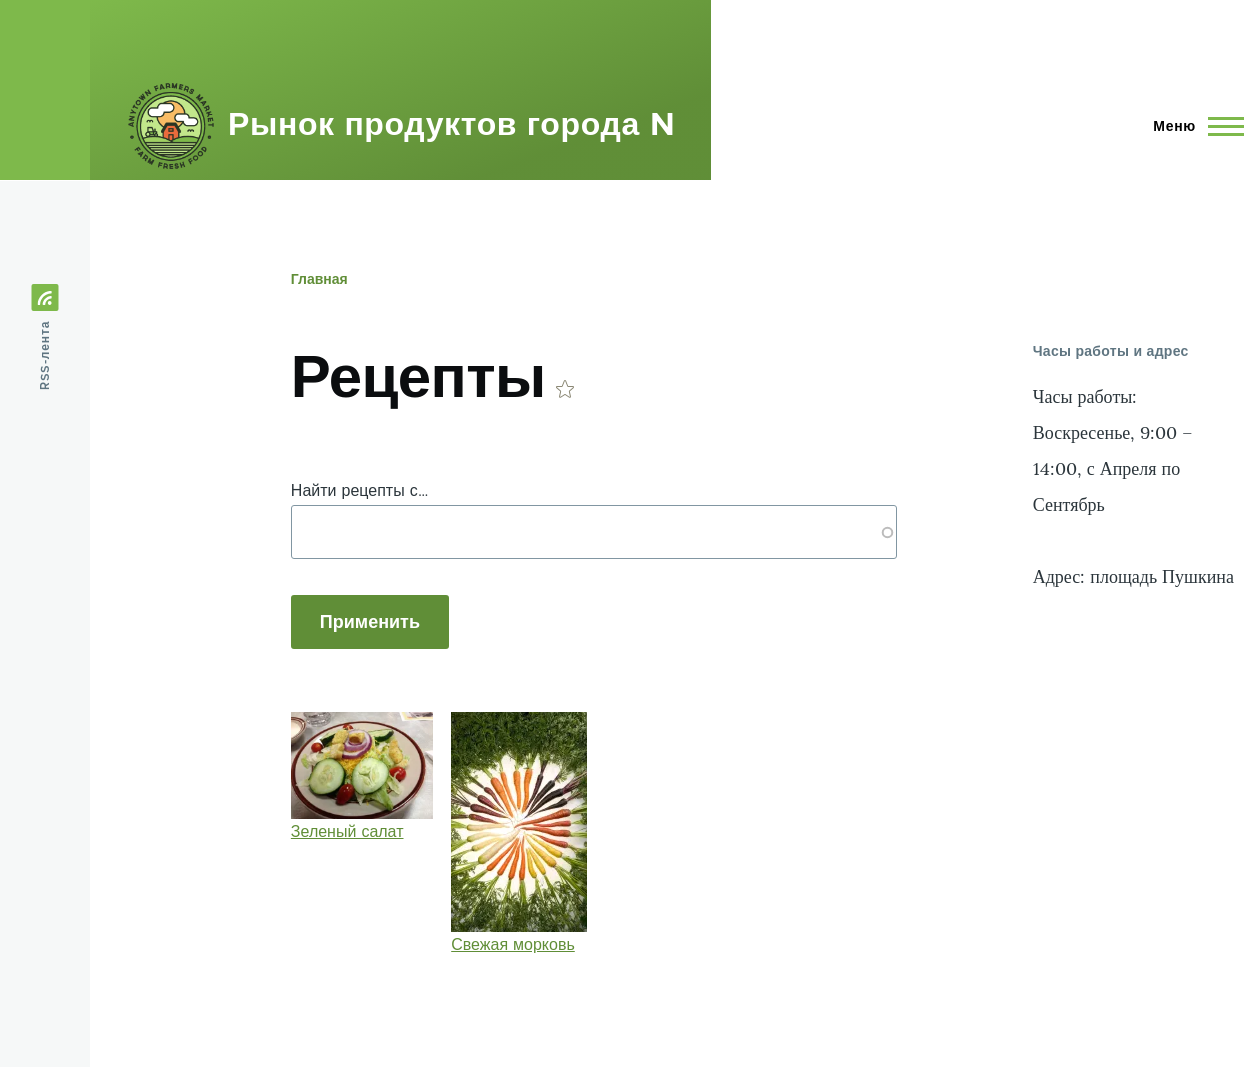 ANYTOWN FARMERS MARKET
FARM FRESH FOOD
Рынок продуктов города N
Меню
RSS-лента
Главная
Рецепты
Найти рецепты с…
Применить
Зеленый салат
Свежая морковь
Часы работы и адрес
Часы работы:
Воскресенье, 9:00 –
14:00, с Апреля по
Сентябрь
Адрес: площадь Пушкина